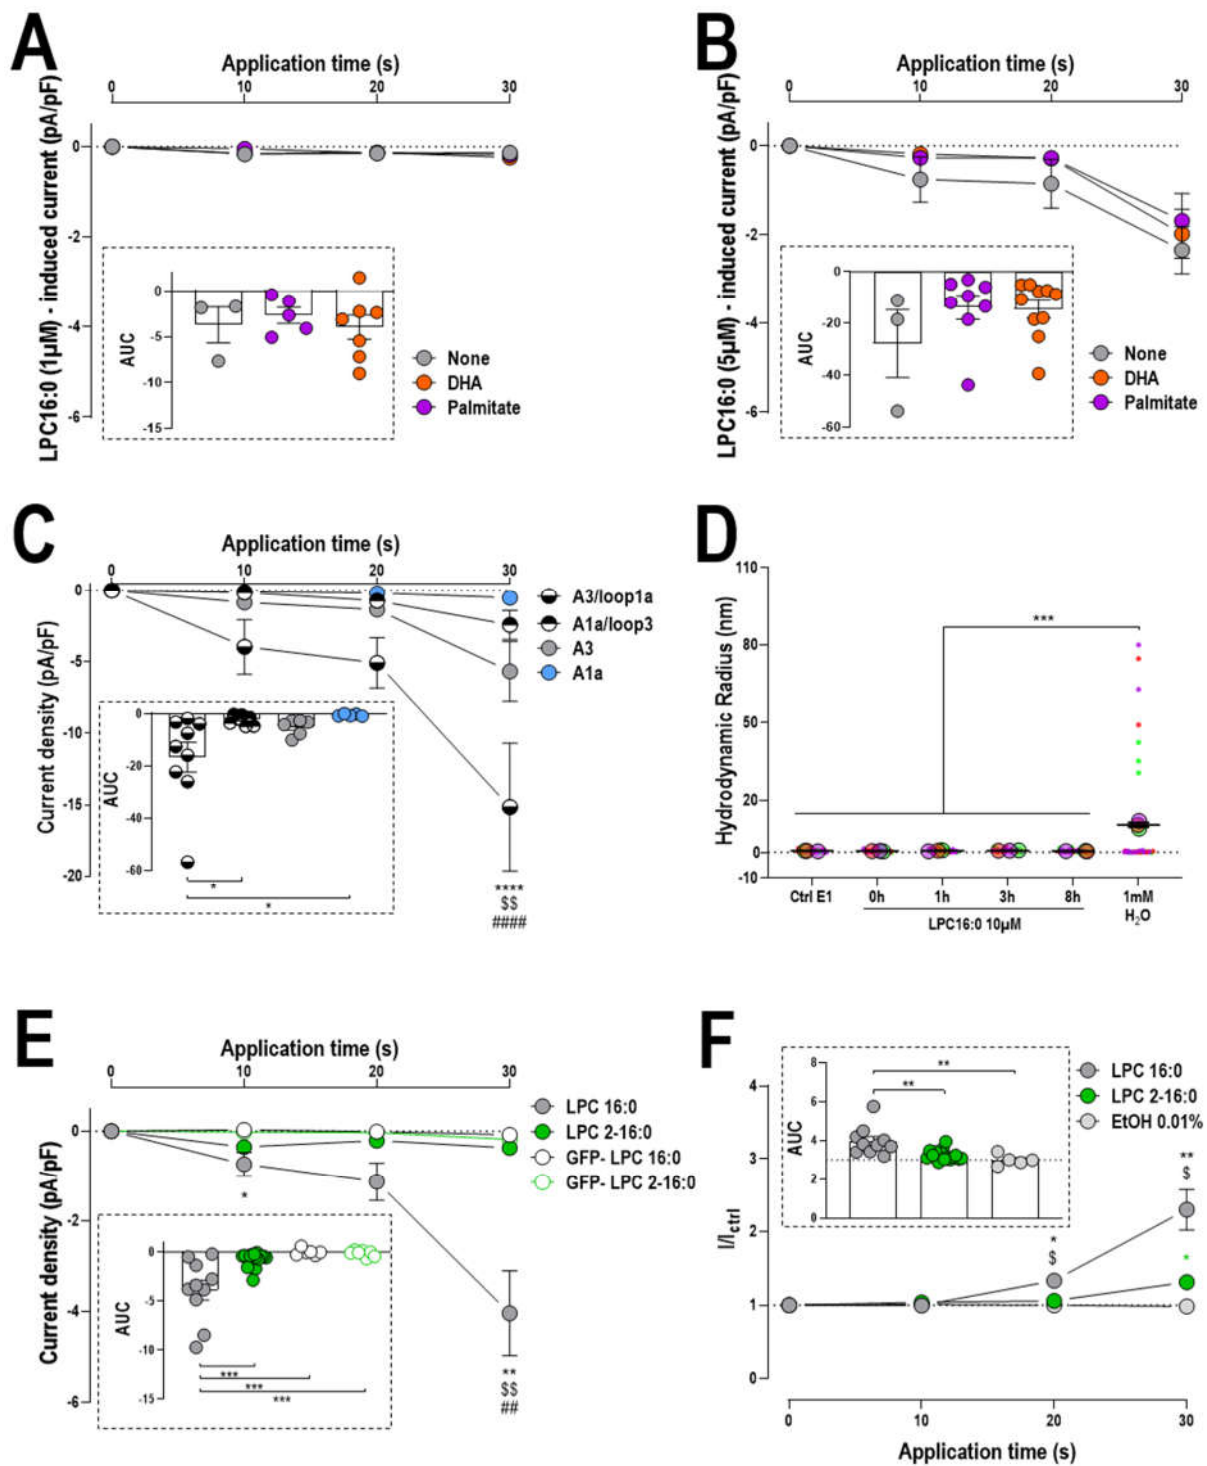 A
Application time (s)
0 10 20 30
LPC16:0 (1µM) - induced current (pA/pF)
0
-2
-4
-6
AUC
0
-5
-10
-15
None
DHA
Palmitate
B
Application time (s)
0 10 20 30
LPC16:0 (5µM) - induced current (pA/pF)
0
-2
-4
-6
AUC
0
-20
-40
-60
None
DHA
Palmitate
C
Application time (s)
0 10 20 30
Current density (pA/pF)
0
-5
-10
-15
-20
AUC
0
-20
-40
-60
*
*
A3/loop1a
A1a/loop3
A3
A1a
****
$$
####
D
Hydrodynamic Radius (nm)
110
80
50
20
0
-10
***
Ctrl E1 0h 1h 3h 8h 1mM
H2O
LPC16:0 10µM
E
Application time (s)
0 10 20 30
Current density (pA/pF)
0
-2
-4
-6
*
AUC
0
-5
-10
-15
***
***
***
LPC 16:0
LPC 2-16:0
GFP- LPC 16:0
GFP- LPC 2-16:0
**
$$
##
F
I/Ictrl
4
3
2
1
0
AUC
8
6
4
2
0
**
**
LPC 16:0
LPC 2-16:0
EtOH 0.01%
*
$
**
$
*
0 10 20 30
Application time (s)